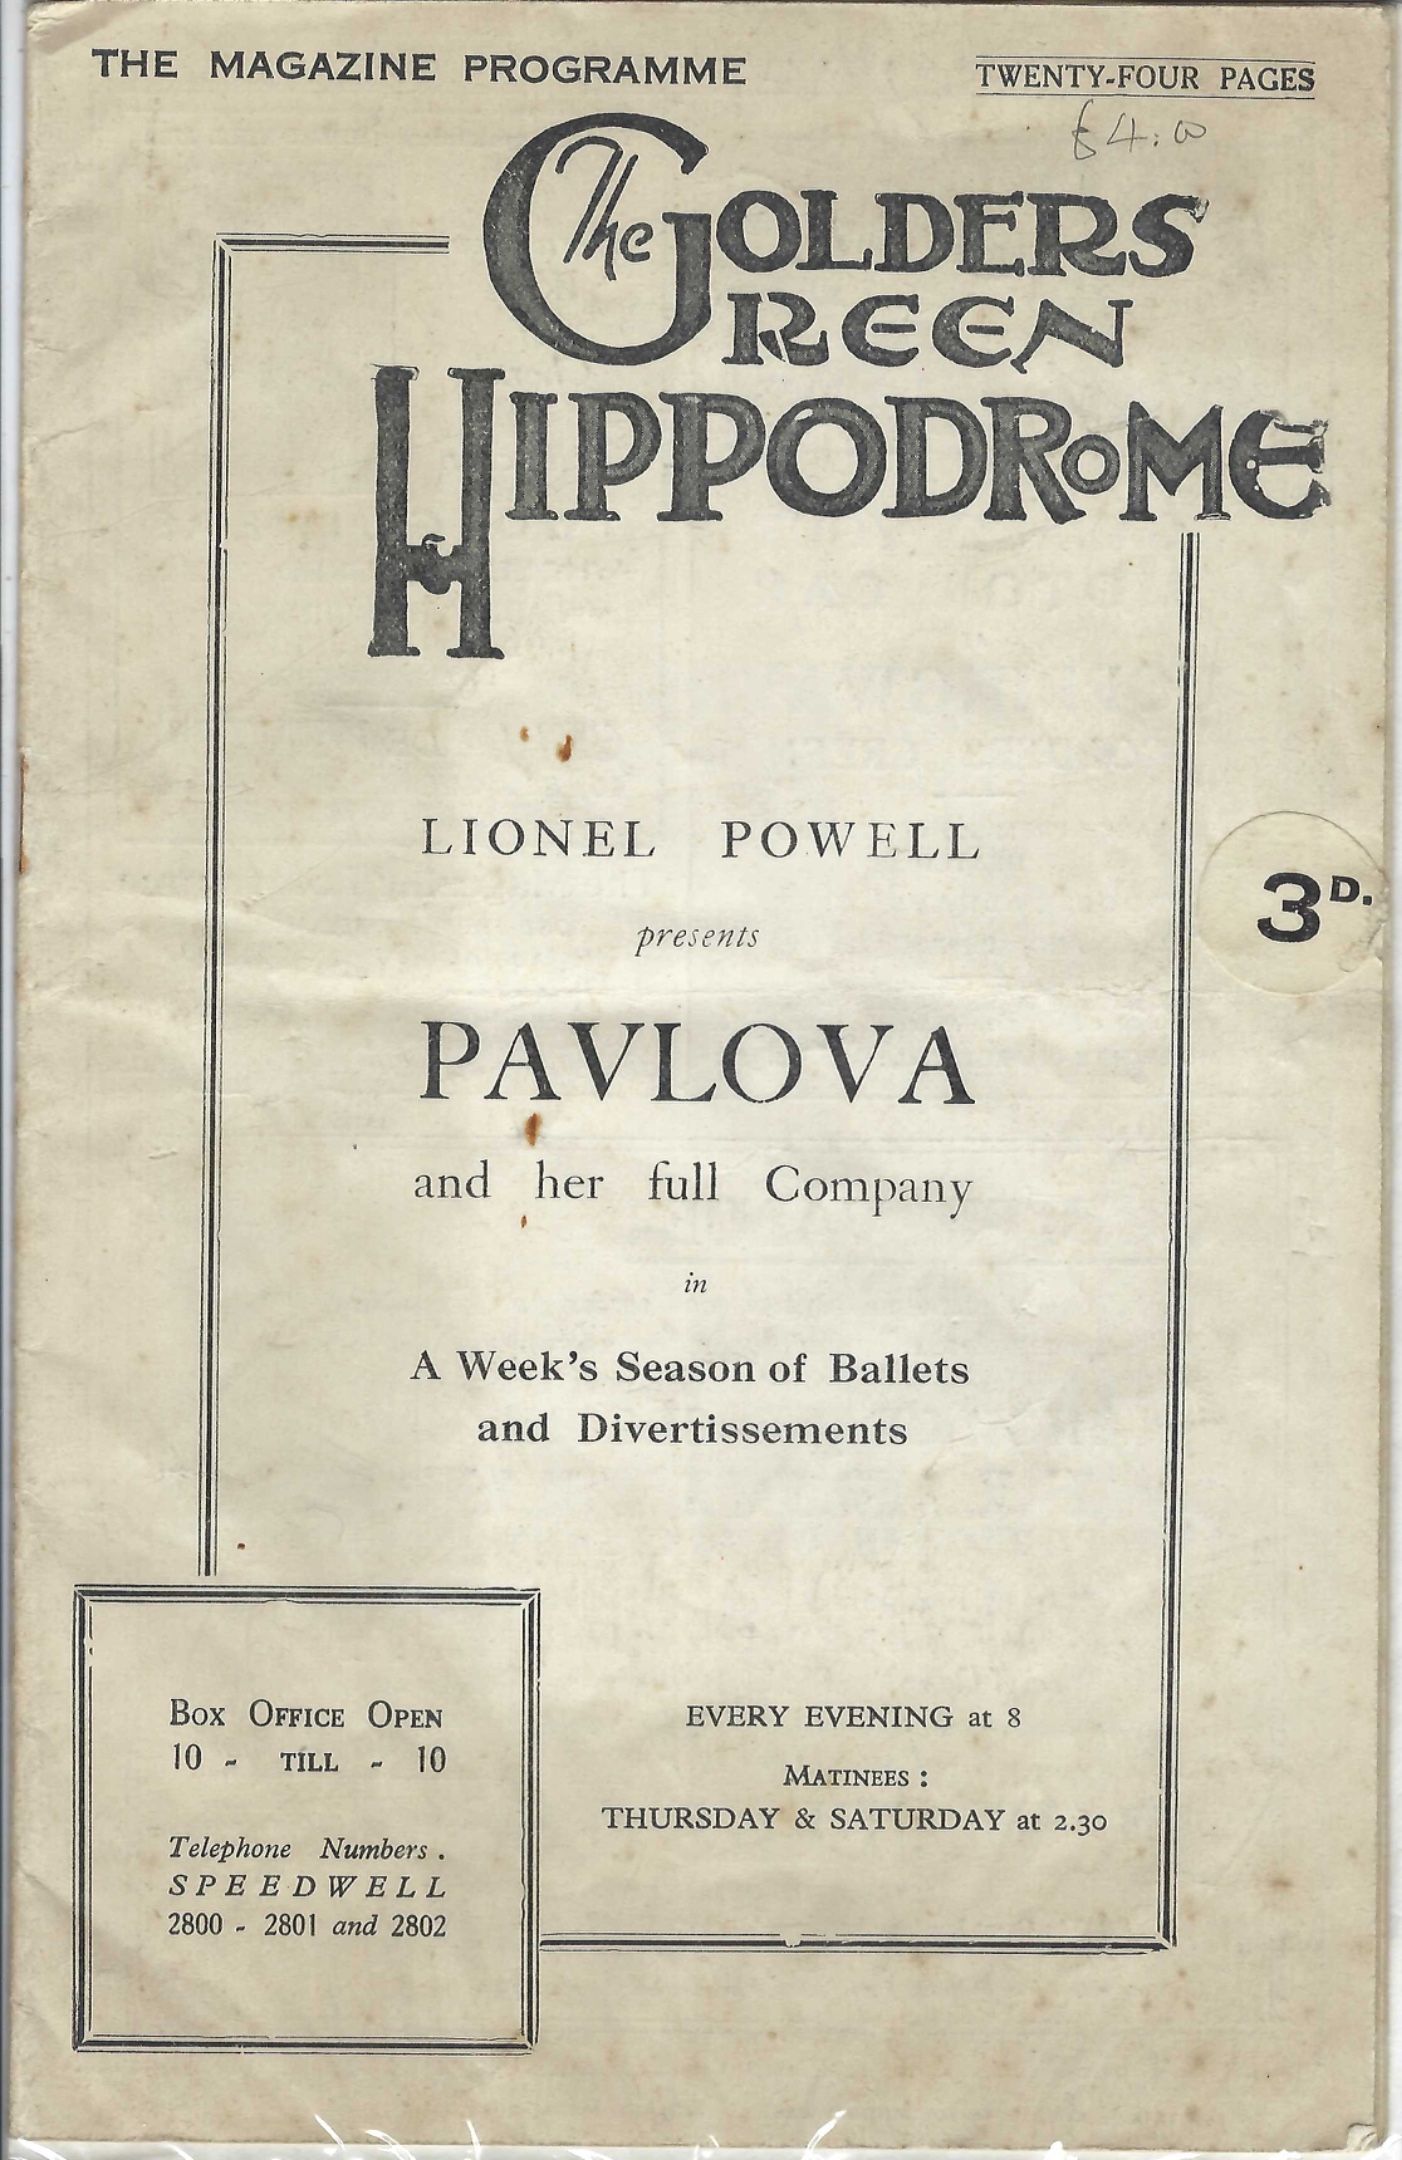 THE MAGAZINE PROGRAMME
TWENTY-FOUR PAGES
£4.00
The GOLDERS
GREEN
HIPPODROME
LIONEL POWELL
presents
3D.
PAVLOVA
and her full Company
in
A Week's Season of Ballets
and Divertissements
BOX OFFICE OPEN
10 - TILL - 10
Telephone Numbers .
SPEEDWELL
2800 - 2801 and 2802
EVERY EVENING at 8
MATINEES :
THURSDAY & SATURDAY at 2.30